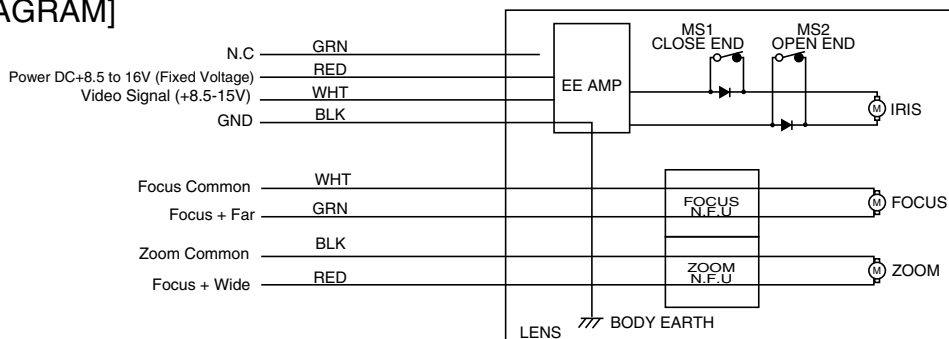 AGRAM]
MS1
CLOSE END
MS2
OPEN END
N.C
GRN
Power DC+8.5 to 16V (Fixed Voltage)
RED
EE AMP
Video Signal (+8.5-15V)
WHT
M
IRIS
GND
BLK
Focus Common
WHT
FOCUS
N.F.U
M
FOCUS
Focus + Far
GRN
Zoom Common
BLK
ZOOM
N.F.U
M
ZOOM
Focus + Wide
RED
LENS
BODY EARTH